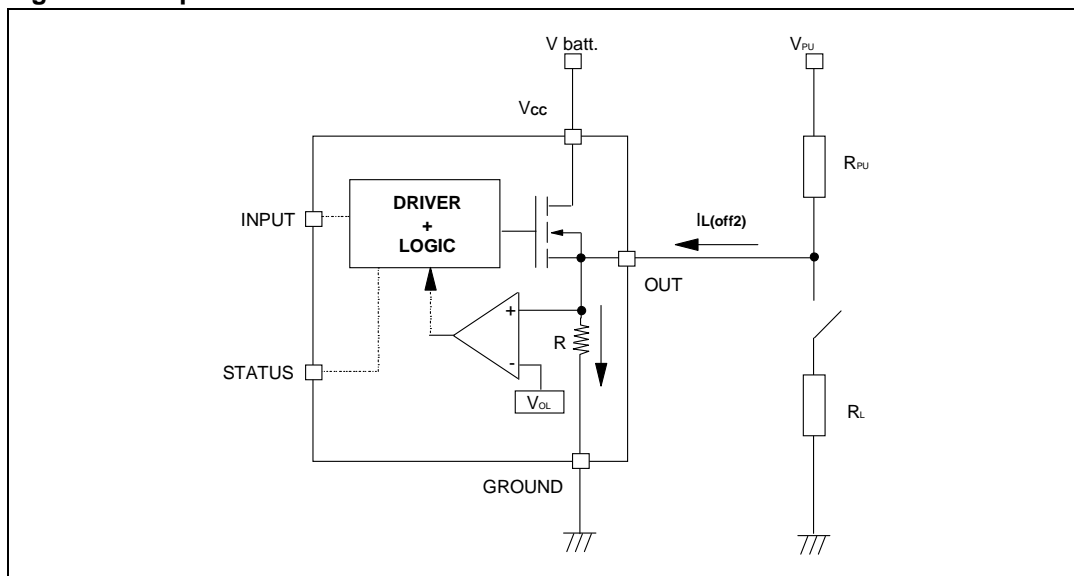 V batt.
VPU
VCC
RPU
DRIVER
+
LOGIC
INPUT
IL(off2)
OUT
+
R
-
STATUS
VOL
RL
GROUND